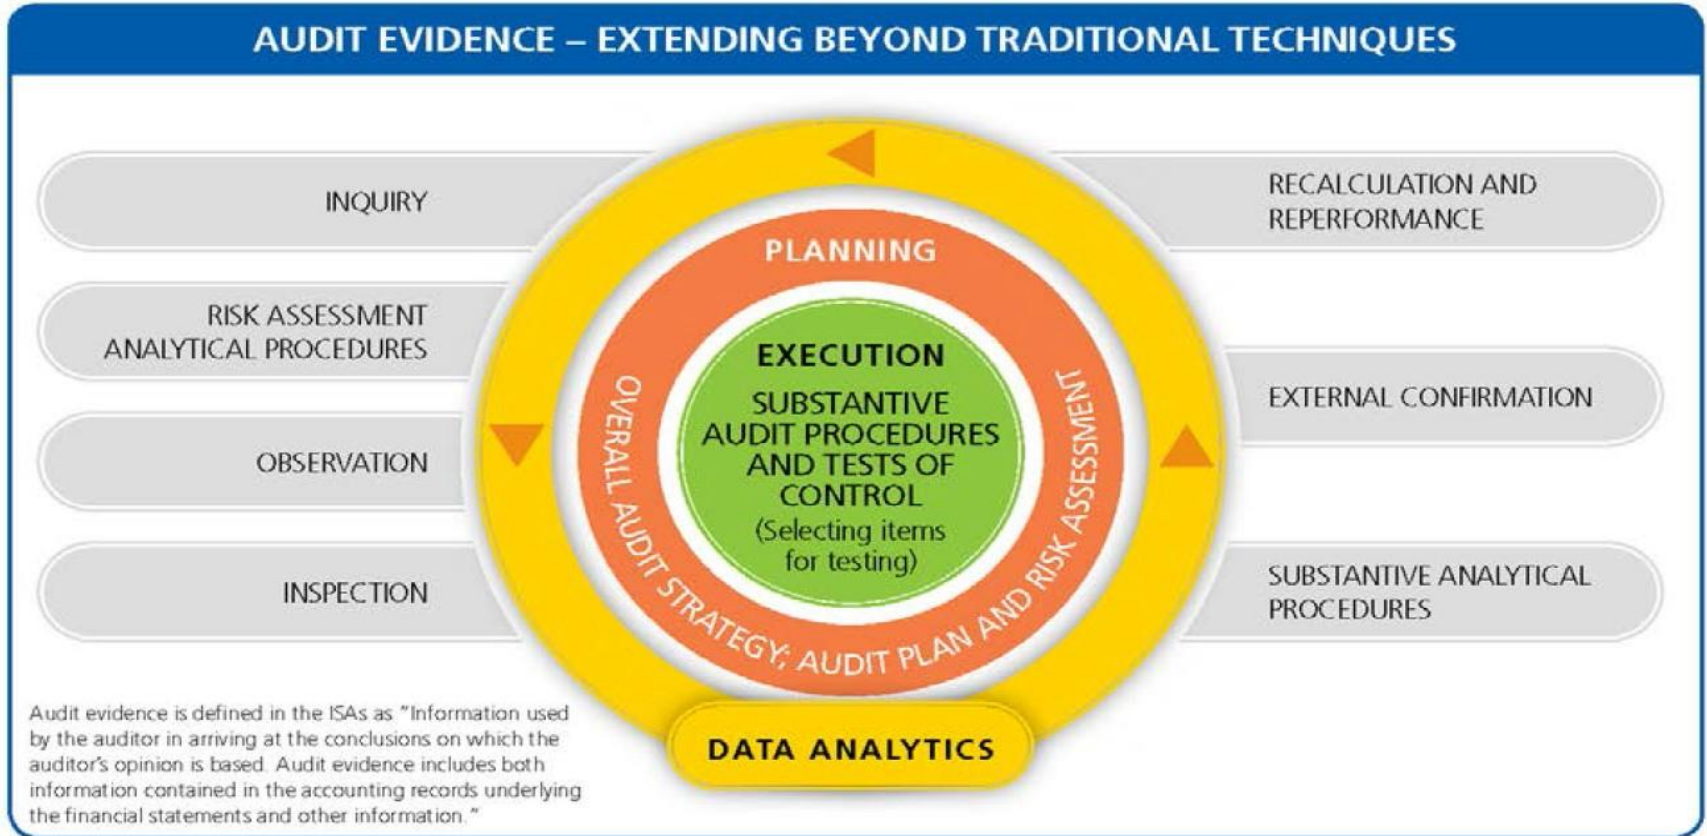 AUDIT EVIDENCE – EXTENDING BEYOND TRADITIONAL TECHNIQUES
INQUIRY
RISK ASSESSMENT
ANALYTICAL PROCEDURES
OBSERVATION
INSPECTION
PLANNING
OVERALL AUDIT STRATEGY; AUDIT PLAN AND RISK ASSESSMENT
EXECUTION
SUBSTANTIVE
AUDIT PROCEDURES
AND TESTS OF
CONTROL
(Selecting items
for testing)
DATA ANALYTICS
RECALCULATION AND
REPERFORMANCE
EXTERNAL CONFIRMATION
SUBSTANTIVE ANALYTICAL
PROCEDURES
Audit evidence is defined in the ISAs as “Information used
by the auditor in arriving at the conclusions on which the
auditor's opinion is based. Audit evidence includes both
information contained in the accounting records underlying
the financial statements and other information.”